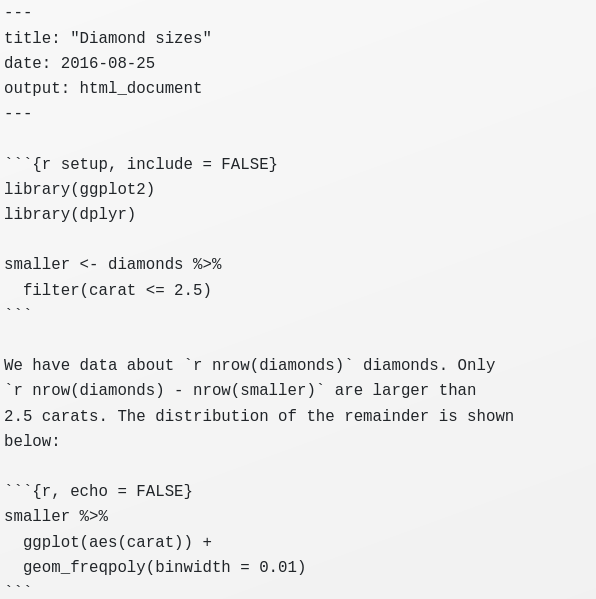 ---
title: "Diamond sizes"
date: 2016-08-25
output: html_document
---

```{r setup, include = FALSE}
library(ggplot2)
library(dplyr)

smaller <- diamonds %>%
  filter(carat <= 2.5)
```

We have data about `r nrow(diamonds)` diamonds. Only
`r nrow(diamonds) - nrow(smaller)` are larger than
2.5 carats. The distribution of the remainder is shown
below:

```{r, echo = FALSE}
smaller %>%
  ggplot(aes(carat)) +
  geom_freqpoly(binwidth = 0.01)
```